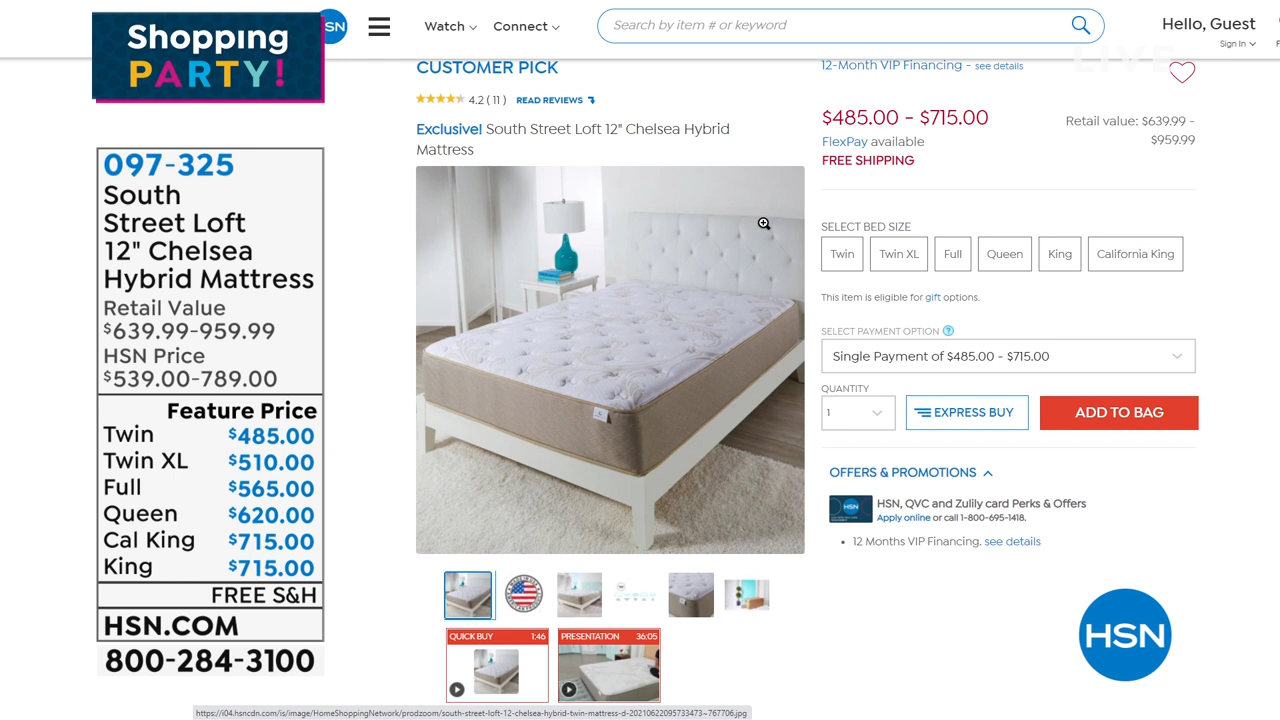 Shopping
PARTY!
HSN
Watch
Connect
Search by item # or keyword
Hello, Guest
Sign In
LIVE
097-325
South
Street Loft
12" Chelsea
Hybrid Mattress
Retail Value
$639.99-959.99
HSN Price
$539.00-789.00
Feature Price
Twin $485.00
Twin XL $510.00
Full $565.00
Queen $620.00
Cal King $715.00
King $715.00
FREE S&H
HSN.COM
800-284-3100
CUSTOMER PICK
4.2 ( 11 ) READ REVIEWS
Exclusive! South Street Loft 12" Chelsea Hybrid
Mattress
QUICK BUY 1:46
PRESENTATION 36:05
12-Month VIP Financing - see details
$485.00 - $715.00
Retail value: $639.99 -
$959.99
FlexPay available
FREE SHIPPING
SELECT BED SIZE
Twin Twin XL Full Queen King California King
This item is eligible for gift options.
SELECT PAYMENT OPTION ?
Single Payment of $485.00 - $715.00
QUANTITY
1 EXPRESS BUY ADD TO BAG
OFFERS & PROMOTIONS
HSN
HSN, QVC and Zulily card Perks & Offers
Apply online or call 1-800-695-1418.
• 12 Months VIP Financing. see details
HSN
https://i04.hsncdn.com/is/image/HomeShoppingNetwork/prodzoom/south-street-loft-12-chelsea-hybrid-twin-mattress-d-20210622095733473~767706.jpg